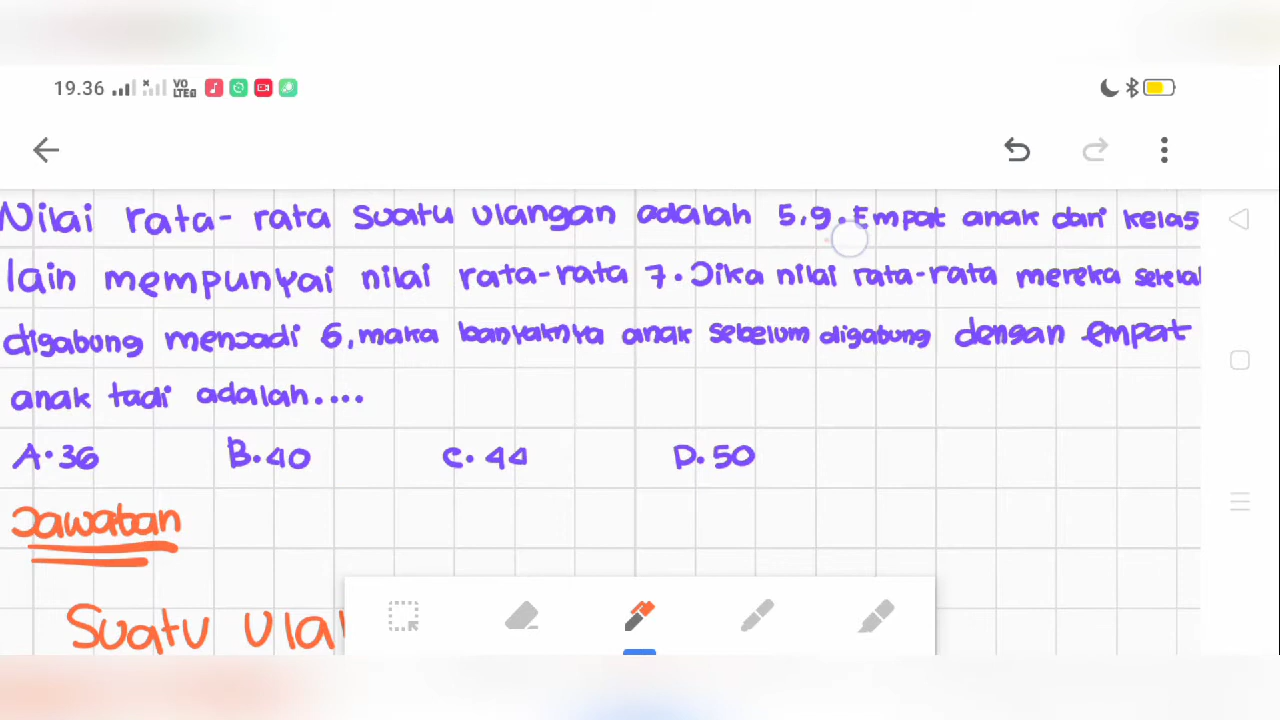 19.36 VO LTE
Nilai rata-rata suatu ulangan adalah 5,9. Empat anak dari kelas
lain mempunyai nilai rata-rata 7. Jika nilai rata-rata mereka
digabung menjadi 6, maka banyaknya anak sebelum digabung dengan empat
anak tadi adalah....
A. 36 B. 40 C. 44 D. 50
Jawaban
Suatu